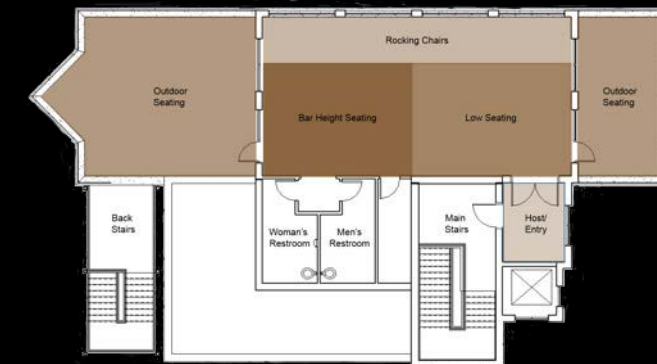 Rocking Chairs
Outdoor
Seating
Bar Height Seating
Low Seating
Outdoor
Seating
Back
Stairs
Woman's
Restroom
Men's
Restroom
Main
Stairs
Host/
Entry